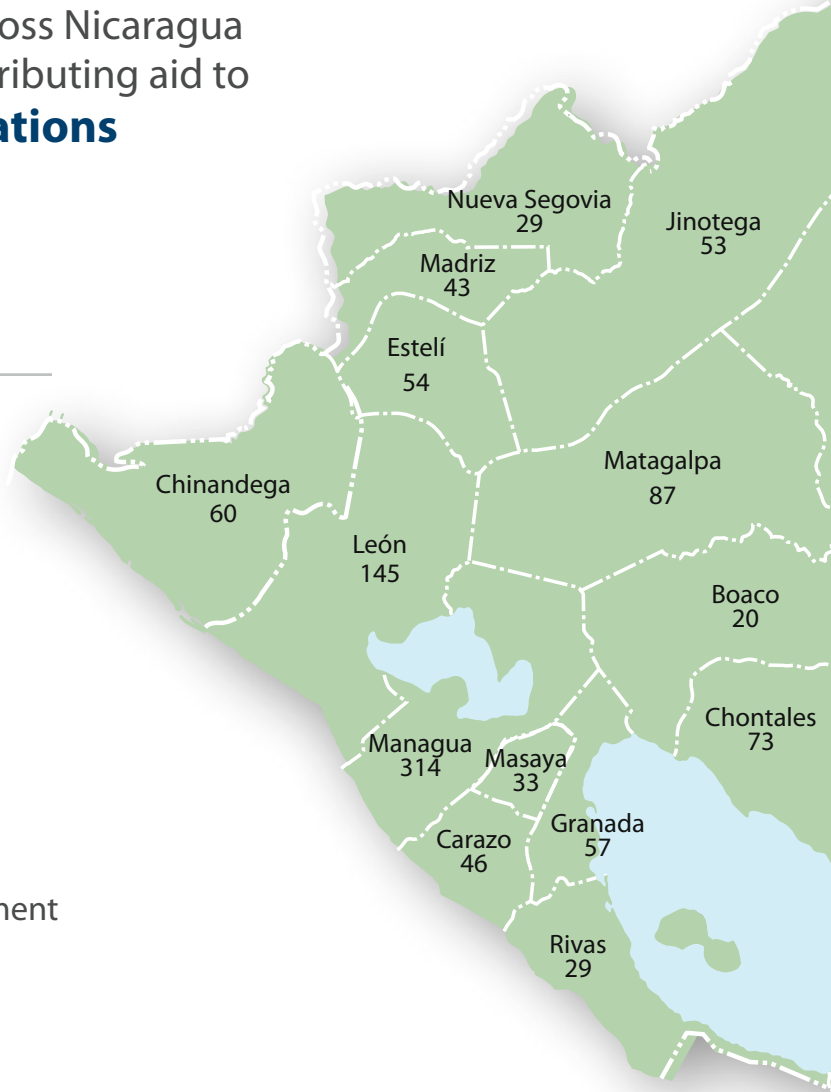 oss Nicaragua
ributing aid to
ations
Nueva Segovia
29
Jinotega
53
Madriz
43
Estelí
54
Matagalpa
87
Chinandega
60
León
145
Boaco
20
Chontales
73
Managua
314
Masaya
33
Granada
57
Carazo
46
ment
Rivas
29